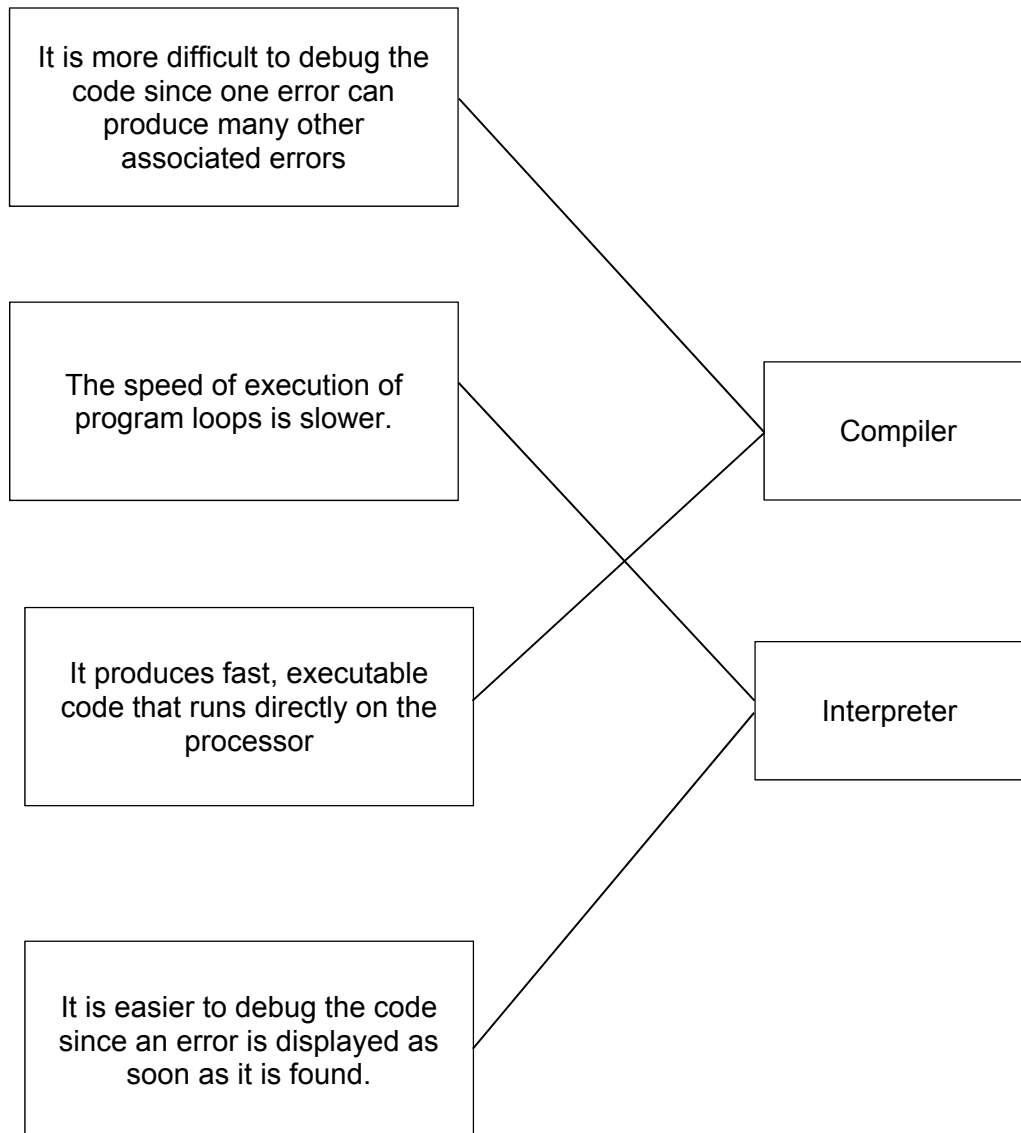 It is more difficult to debug the
code since one error can
produce many other
associated errors
The speed of execution of
program loops is slower.
Compiler
It produces fast, executable
code that runs directly on the
processor
Interpreter
It is easier to debug the code
since an error is displayed as
soon as it is found.